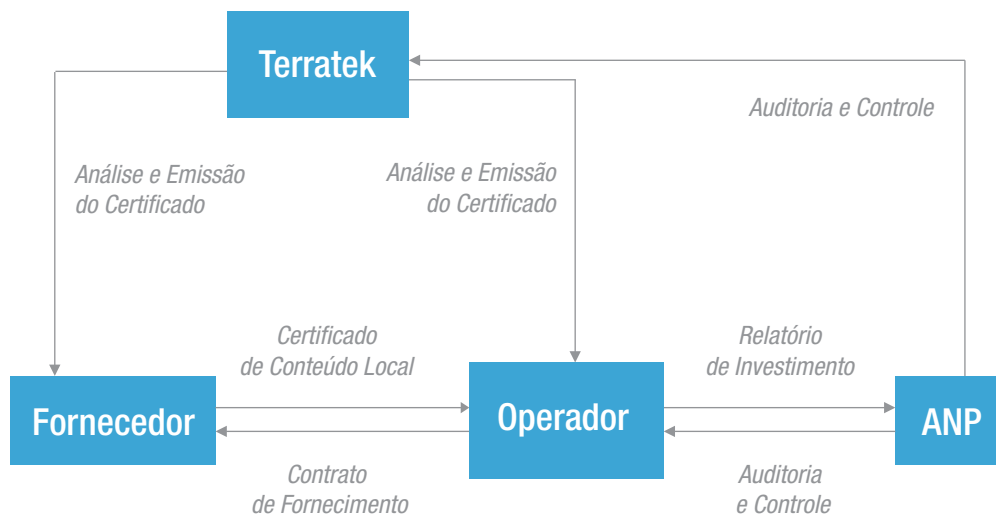 Terratek
Auditoria e Controle
Análise e Emissão
do Certificado
Análise e Emissão
do Certificado
Certificado
de Conteúdo Local
Relatório
de Investimento
Fornecedor
Operador
ANP
Contrato
de Fornecimento
Auditoria
e Controle